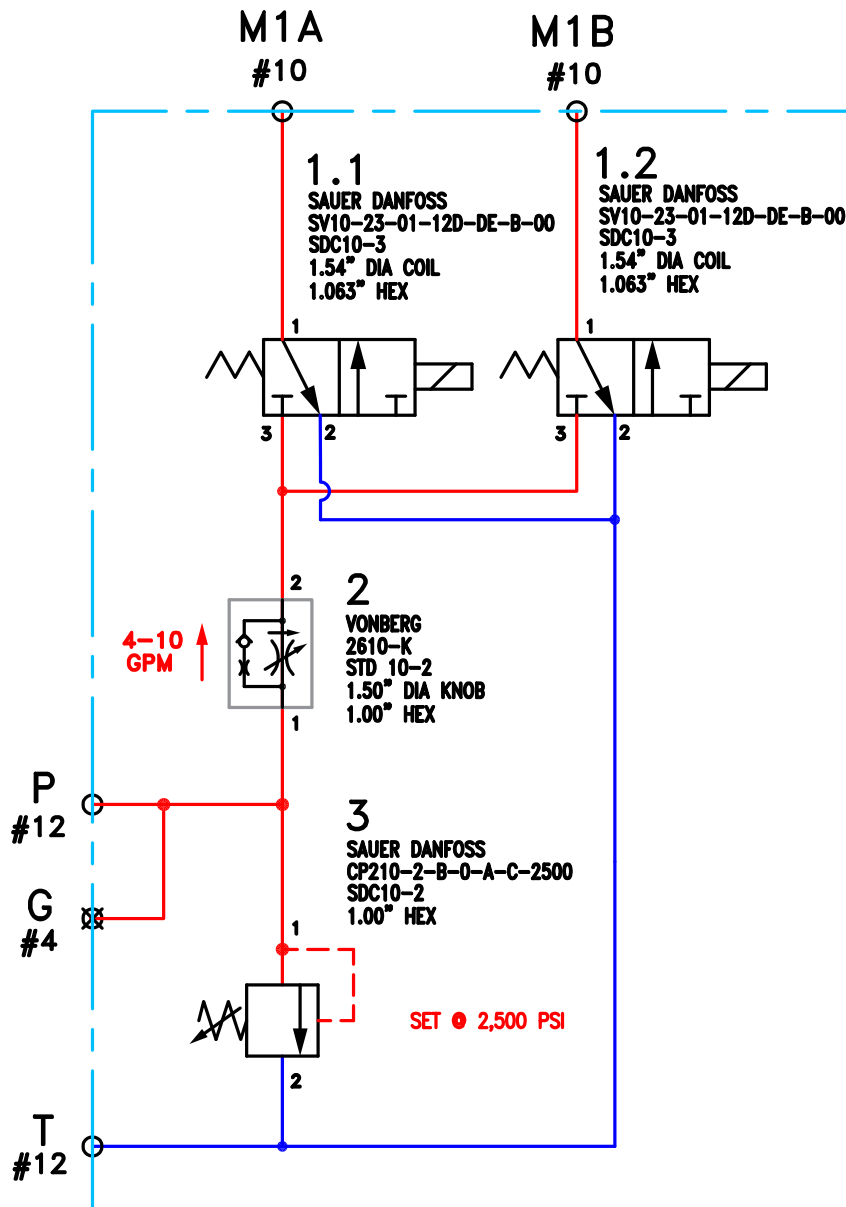 M1A
#10
M1B
#10
1.1
SAUER DANFOSS
SV10-23-01-12D-DE-B-00
SDC10-3
1.54" DIA COIL
1.063" HEX
1.2
SAUER DANFOSS
SV10-23-01-12D-DE-B-00
SDC10-3
1.54" DIA COIL
1.063" HEX
1
3
2
1
3
2
2
4-10
GPM
2
VONBERG
2610-K
STD 10-2
1.50" DIA KNOB
1.00" HEX
1
P
#12
3
SAUER DANFOSS
CP210-2-B-0-A-C-2500
SDC10-2
1.00" HEX
G
#4
1
SET @ 2,500 PSI
2
T
#12